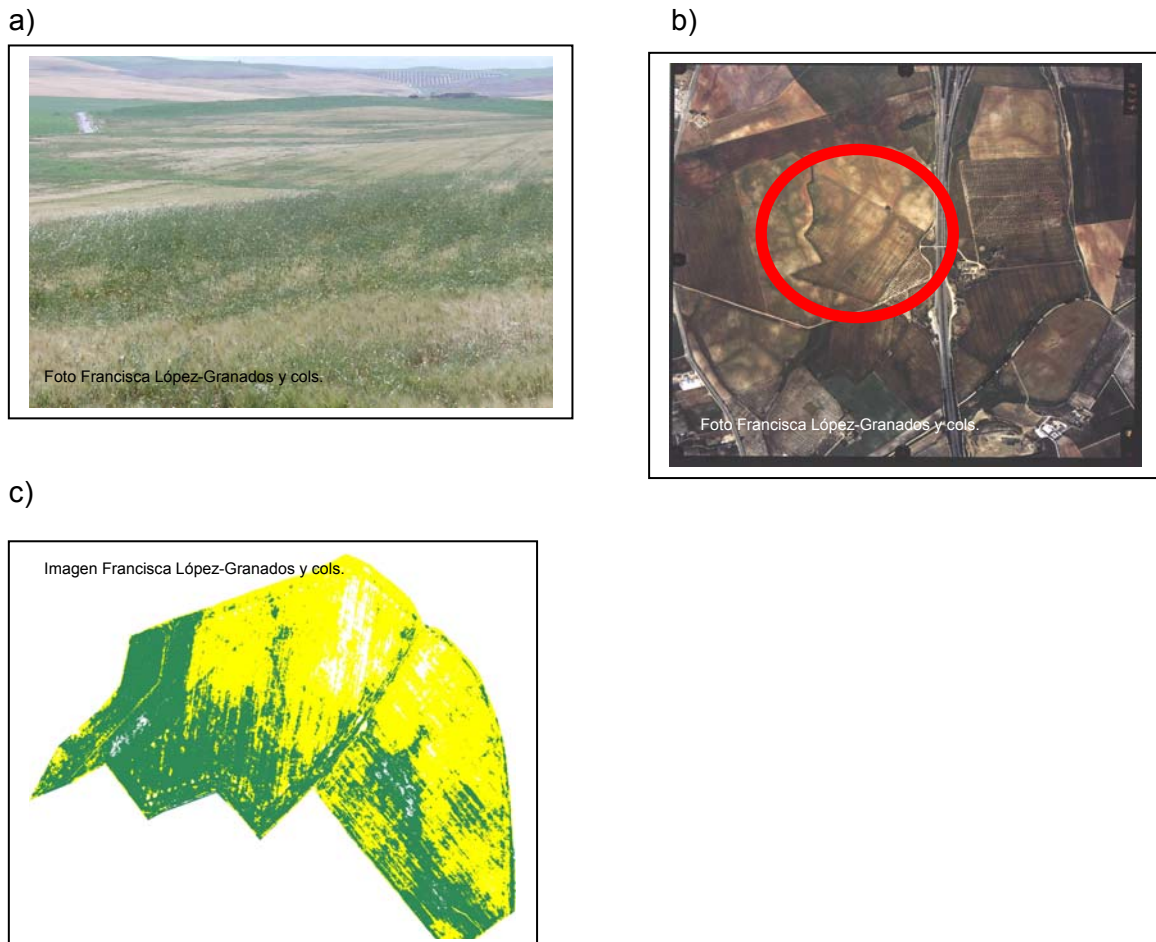 a)
b)
Foto Francisca López-Granados y cols.
Foto Francisca López-Granados y cols.
c)
Imagen Francisca López-Granados y cols.